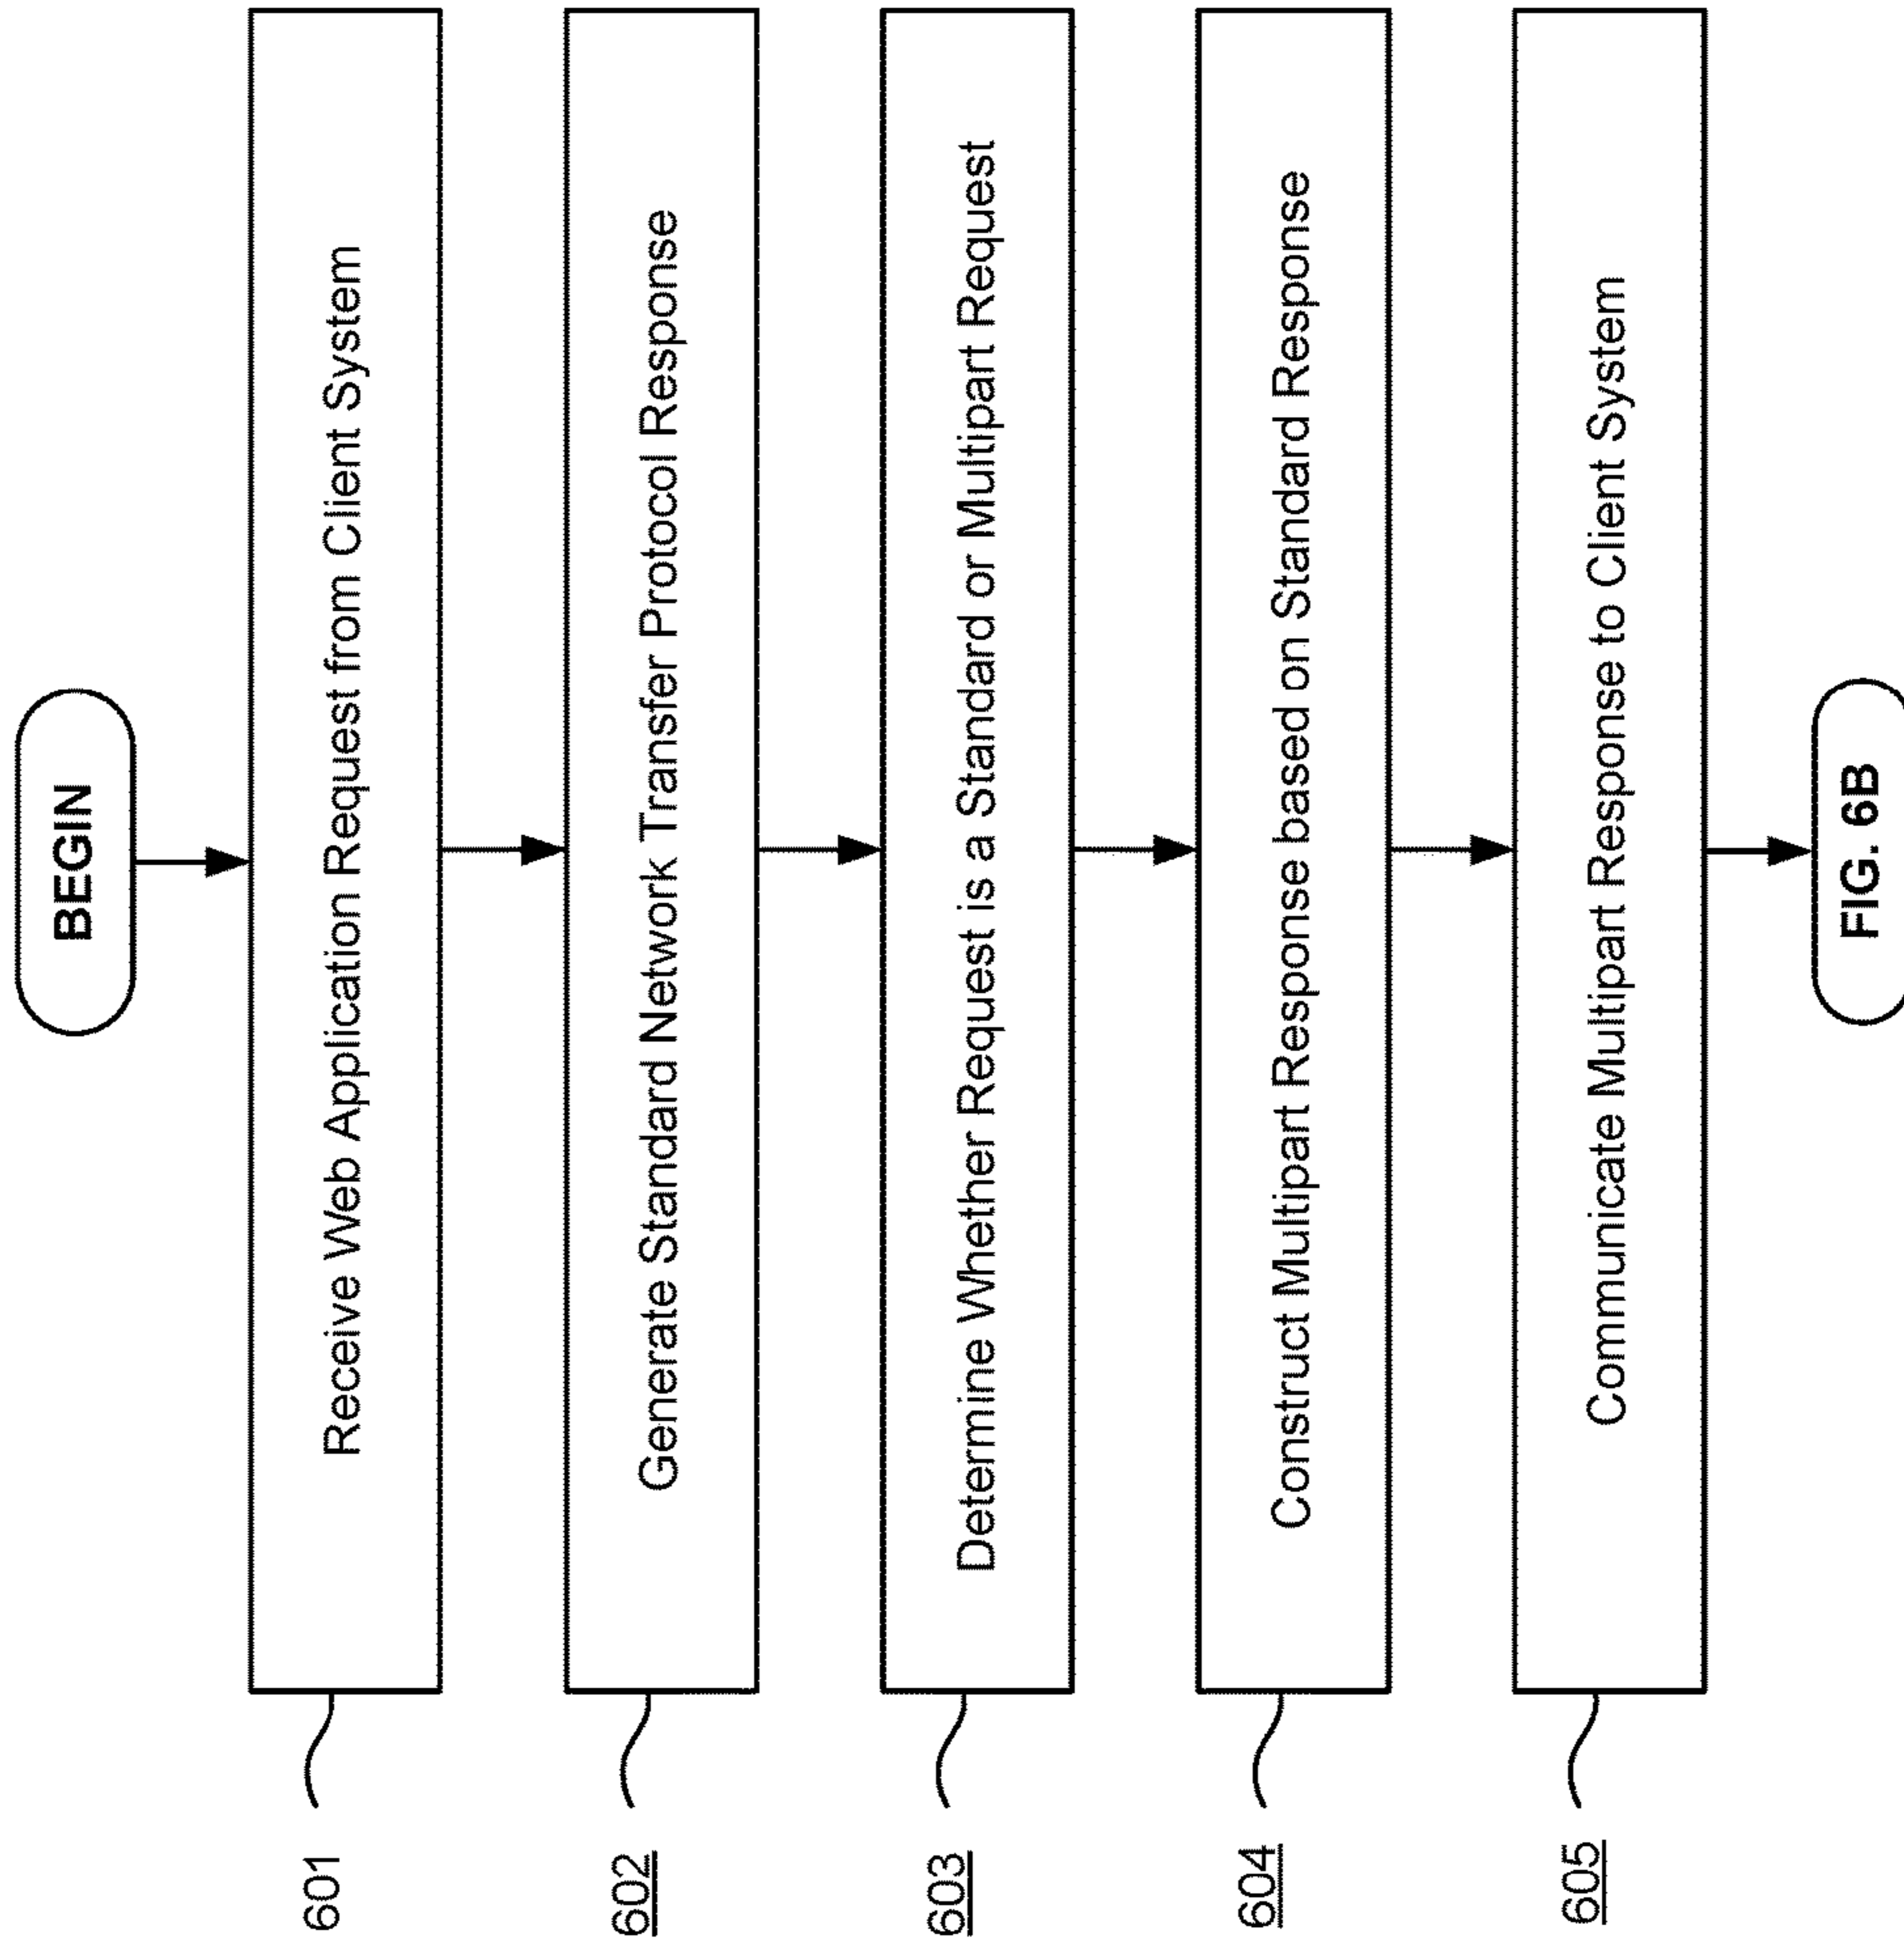 BEGIN
601
Receive Web Application Request from Client System
602
Generate Standard Network Transfer Protocol Response
603
Determine Whether Request is a Standard or Multipart Request
604
Construct Multipart Response based on Standard Response
605
Communicate Multipart Response to Client System
FIG. 6B